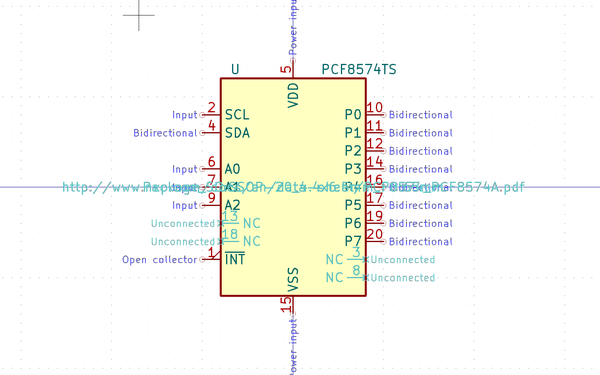 Power input
5
U PCF8574TS
VDD
Input 2 SCL P0 10 Bidirectional
Bidirectional 4 SDA P1 11 Bidirectional
P2 12 Bidirectional
Input 6 A0 P3 14 Bidirectional
7 A1 P4 16
PCF8574A.pdf
Input 9 A2 P5 17 Bidirectional
Unconnected 13 NC P6 19 Bidirectional
Unconnected 18 NC P7 20 Bidirectional
Open collector 1 INT NC 3 Unconnected
NC 8 Unconnected
VSS
15
Power input